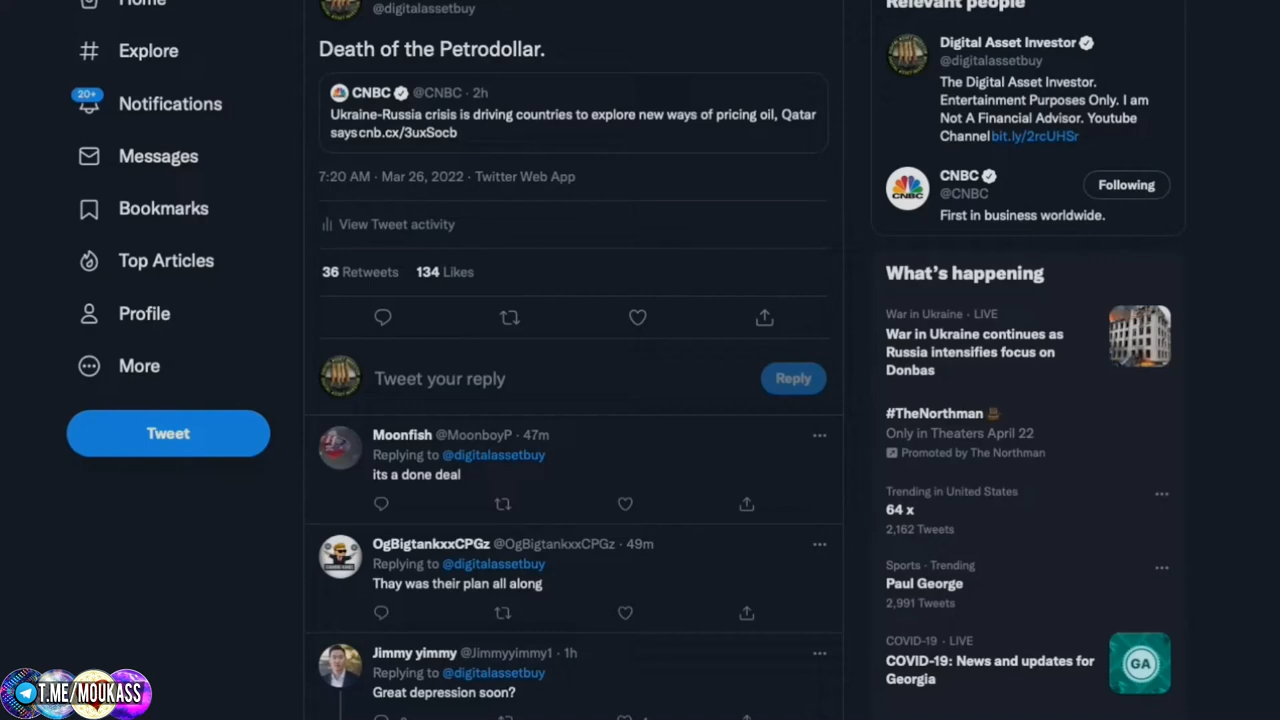 Home
Explore
20+
Notifications
Messages
Bookmarks
Top Articles
Profile
More
Tweet
@digitalassetbuy
Death of the Petrodollar.
CNBC @CNBC · 2h
Ukraine-Russia crisis is driving countries to explore new ways of pricing oil, Qatar
sayscnb.cx/3uxSocb
7:20 AM · Mar 26, 2022 · Twitter Web App
View Tweet activity
36 Retweets 134 Likes
Tweet your reply
Reply
Moonfish @MoonboyP · 47m
Replying to @digitalassetbuy
its a done deal
OgBigtankxxCPGz @OgBigtankxxCPGz · 49m
Replying to @digitalassetbuy
Thay was their plan all along
Jimmy yimmy @Jimmyyimmy1 · 1h
Replying to @digitalassetbuy
Great depression soon?
Relevant people
Digital Asset Investor
@digitalassetbuy
The Digital Asset Investor.
Entertainment Purposes Only. I am
Not A Financial Advisor. Youtube
Channelbit.ly/2rcUHSr
CNBC
@CNBC
Following
First in business worldwide.
What's happening
War in Ukraine · LIVE
War in Ukraine continues as
Russia intensifies focus on
Donbas
#TheNorthman
Only in Theaters April 22
Promoted by The Northman
Trending in United States
64 x
2,162 Tweets
Sports · Trending
Paul George
2,991 Tweets
COVID-19 · LIVE
COVID-19: News and updates for
Georgia
GA
T.ME/MOUKASS